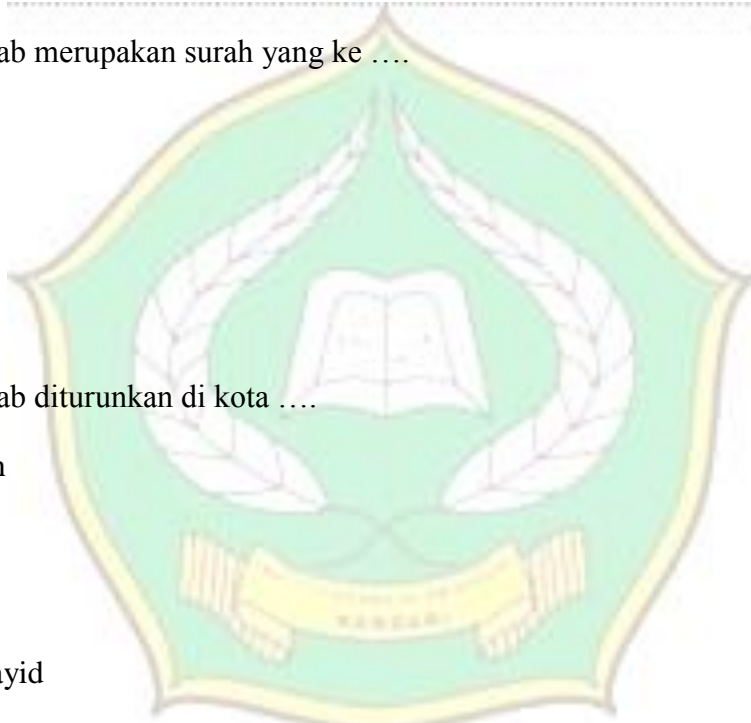 ab merupakan surah yang ke ….
ab diturunkan di kota ….
n
ayid